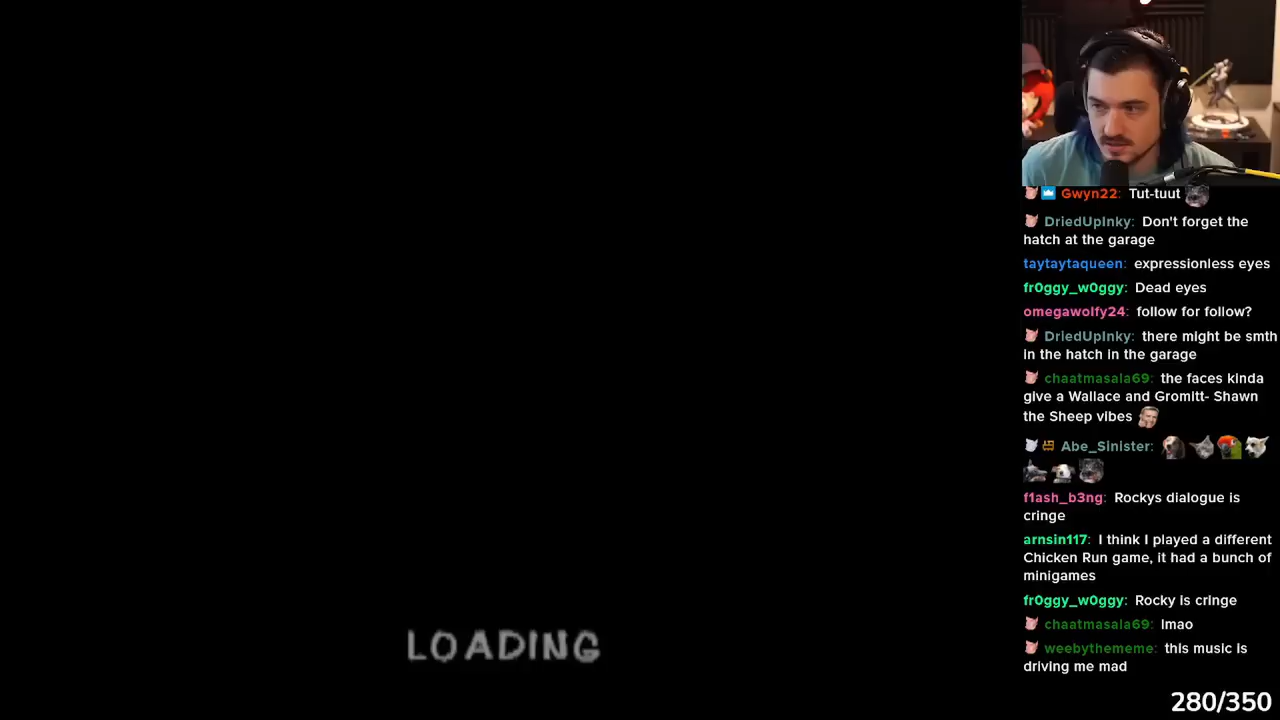 Gwyn22: Tut-tuut
DriedUpInky: Don't forget the
hatch at the garage
taytaytaqueen: expressionless eyes
fr0ggy_w0ggy: Dead eyes
omegawolfy24: follow for follow?
DriedUpInky: there might be smth
in the hatch in the garage
chaatmasala69: the faces kinda
give a Wallace and Gromitt- Shawn
the Sheep vibes
Abe_Sinister:
f1ash_b3ng: Rockys dialogue is
cringe
arnsin117: I think I played a different
Chicken Run game, it had a bunch of
minigames
fr0ggy_w0ggy: Rocky is cringe
chaatmasala69: lmao
weebythememe: this music is
driving me mad
LOADING
280/350